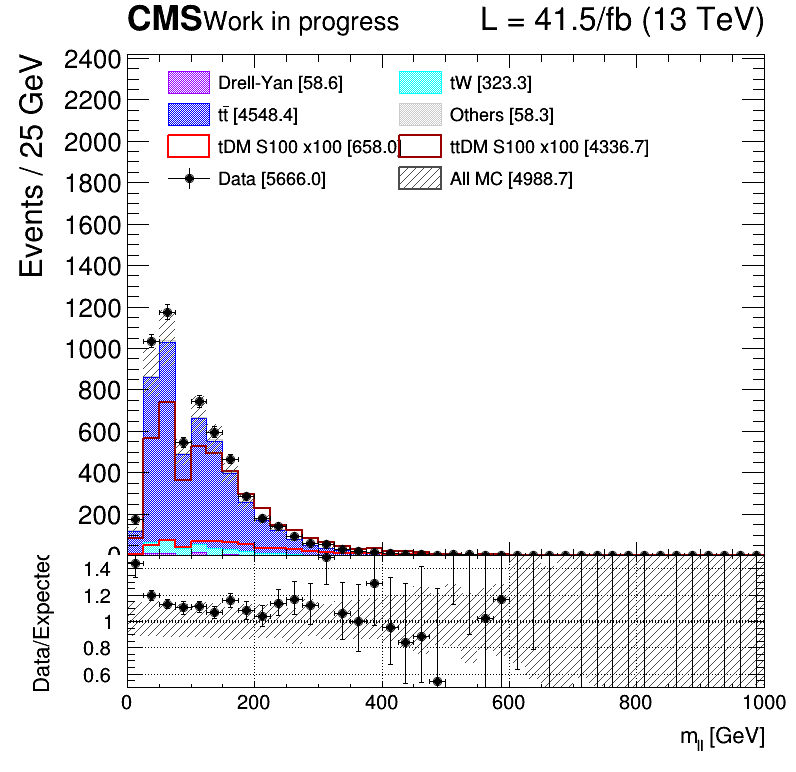 CMS Work in progress L = 41.5/fb (13 TeV)
Events / 25 GeV
2400
2200
2000
1800
1600
1400
1200
1000
800
600
400
200
0
Drell-Yan [58.6]
tW [323.3]
tt̄ [4548.4]
Others [58.3]
tDM S100 x100 [658.0]
ttDM S100 x100 [4336.7]
Data [5666.0]
All MC [4988.7]
Data/Expected
1.4
1.2
1
0.8
0.6
0 200 400 600 800 1000
m_ll [GeV]